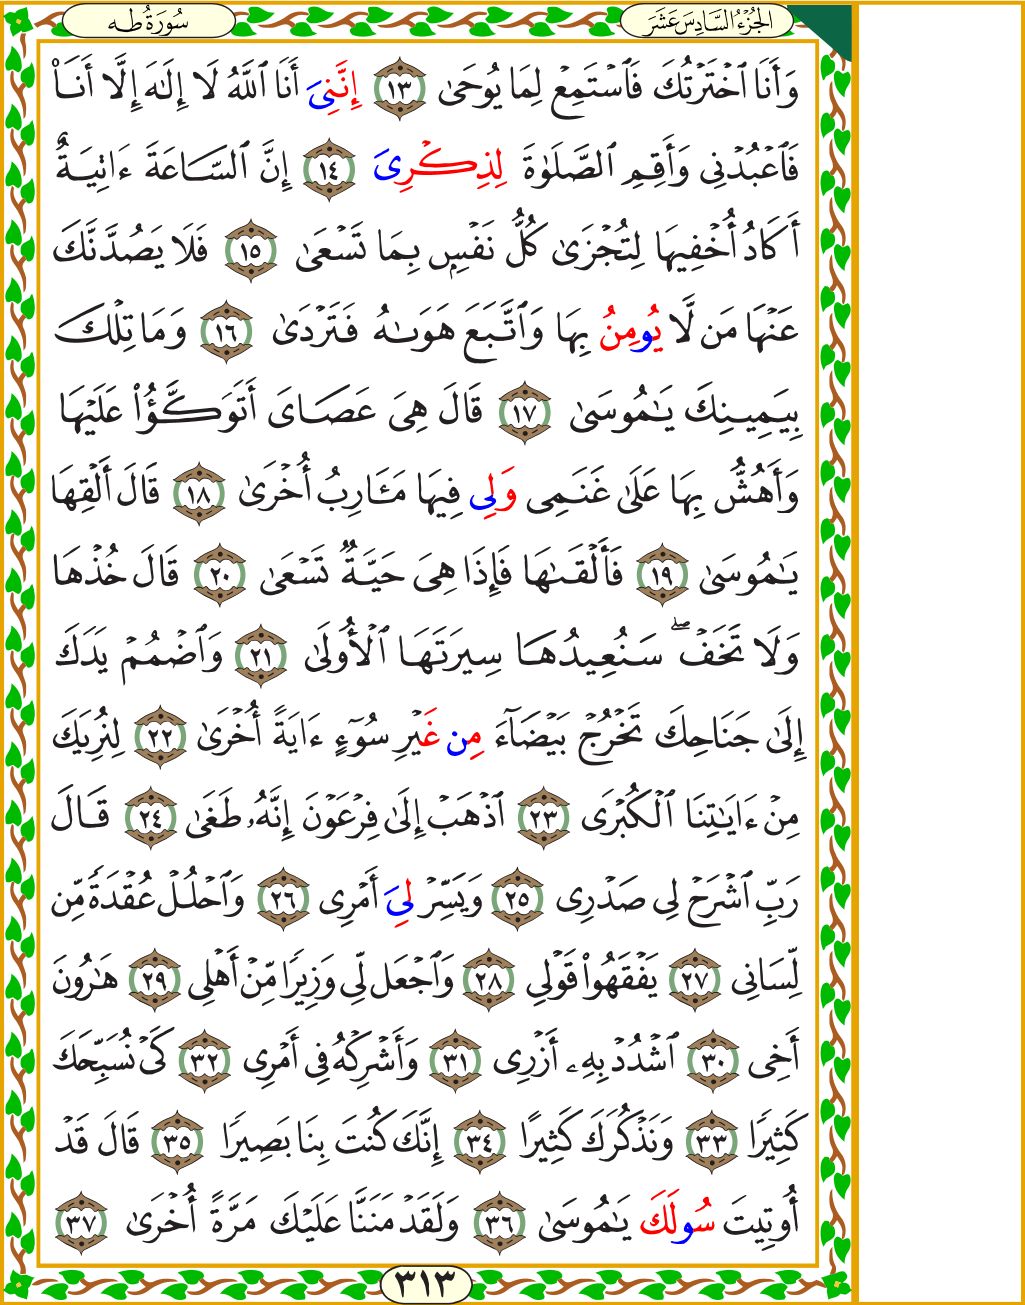 الجُزْءُ السَّادِسَ عَشَرَ
سُورَةُ طه
وَأَنَا ٱخْتَرْتُكَ فَٱسْتَمِعْ لِمَا يُوحَىٰ ١٣ إِنَّنِىَ أَنَا ٱللَّهُ لَا إِلَٰهَ إِلَّا أَنَا۠
فَٱعْبُدْنِى وَأَقِمِ ٱلصَّلَوٰةَ لِذِكْرِىَ ١٤ إِنَّ ٱلسَّاعَةَ ءَاتِيَةٌ
أَكَادُ أُخْفِيهَا لِتُجْزَىٰ كُلُّ نَفْسٍۭ بِمَا تَسْعَىٰ ١٥ فَلَا يَصُدَّنَّكَ
عَنْهَا مَن لَّا يُومِنُ بِهَا وَٱتَّبَعَ هَوَىٰهُ فَتَرْدَىٰ ١٦ وَمَا تِلْكَ
بِيَمِينِكَ يَٰمُوسَىٰ ١٧ قَالَ هِىَ عَصَاىَ أَتَوَكَّؤُا۟ عَلَيْهَا
وَأَهُشُّ بِهَا عَلَىٰ غَنَمِى وَلِى فِيهَا مَـَٔارِبُ أُخْرَىٰ ١٨ قَالَ أَلْقِهَا
يَٰمُوسَىٰ ١٩ فَأَلْقَىٰهَا فَإِذَا هِىَ حَيَّةٌ تَسْعَىٰ ٢٠ قَالَ خُذْهَا
وَلَا تَخَفْ ۖ سَنُعِيدُهَا سِيرَتَهَا ٱلْأُولَىٰ ٢١ وَٱضْمُمْ يَدَكَ
إِلَىٰ جَنَاحِكَ تَخْرُجْ بَيْضَآءَ مِن غَيْرِ سُوٓءٍ ءَايَةً أُخْرَىٰ ٢٢ لِنُرِيَكَ
مِنْ ءَايَٰتِنَا ٱلْكُبْرَى ٢٣ ٱذْهَبْ إِلَىٰ فِرْعَوْنَ إِنَّهُۥ طَغَىٰ ٢٤ قَالَ
رَبِّ ٱشْرَحْ لِى صَدْرِى ٢٥ وَيَسِّرْ لِىَ أَمْرِى ٢٦ وَٱحْلُلْ عُقْدَةً مِّن
لِّسَانِى ٢٧ يَفْقَهُوا۟ قَوْلِى ٢٨ وَٱجْعَل لِّى وَزِيرًا مِّنْ أَهْلِى ٢٩ هَٰرُونَ
أَخِى ٣٠ ٱشْدُدْ بِهِۦ أَزْرِى ٣١ وَأَشْرِكْهُ فِى أَمْرِى ٣٢ كَىْ نُسَبِّحَكَ
كَثِيرًا ٣٣ وَنَذْكُرَكَ كَثِيرًا ٣٤ إِنَّكَ كُنتَ بِنَا بَصِيرًا ٣٥ قَالَ قَدْ
أُوتِيتَ سُولَكَ يَٰمُوسَىٰ ٣٦ وَلَقَدْ مَنَنَّا عَلَيْكَ مَرَّةً أُخْرَىٰ ٣٧
٣١٣